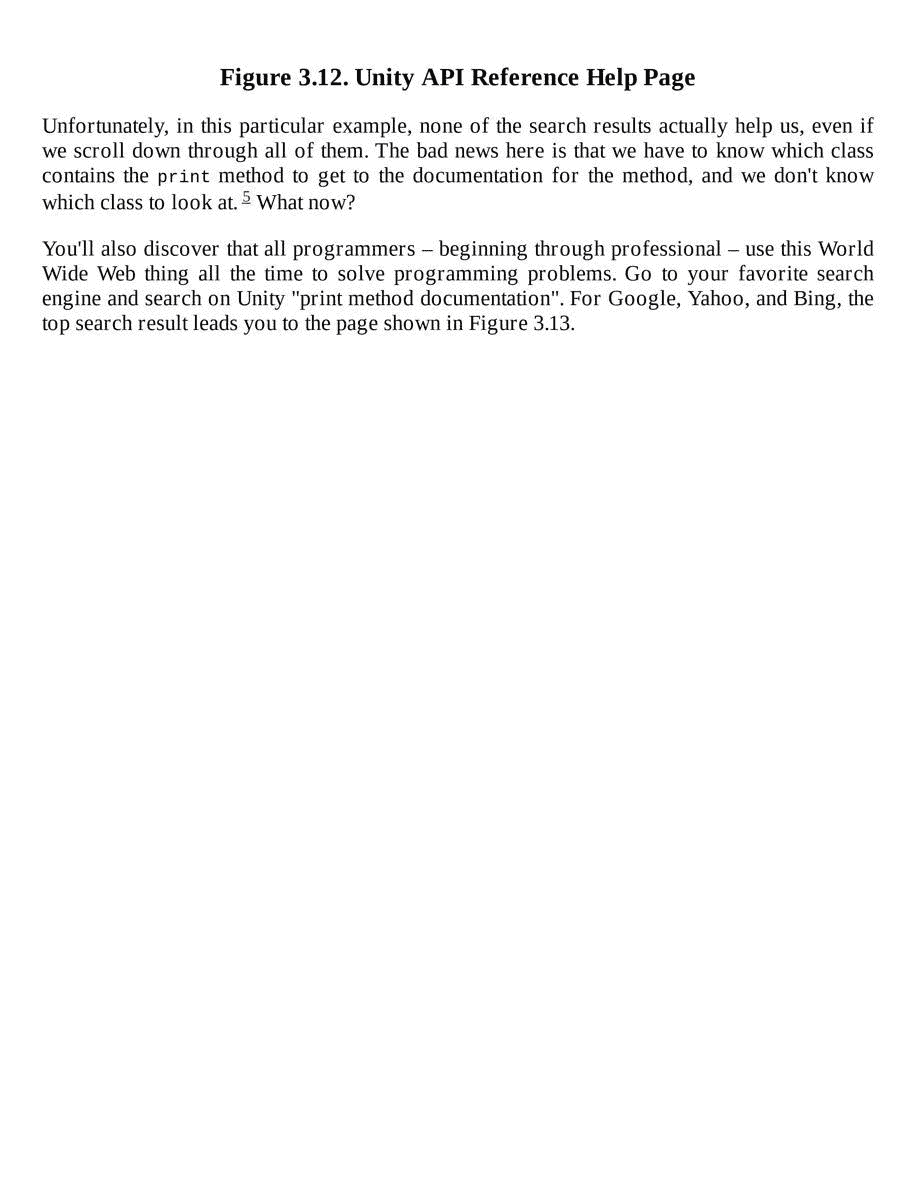 Figure 3.12. Unity API Reference Help Page
Unfortunately, in this particular example, none of the search results actually help us, even if
we scroll down through all of them. The bad news here is that we have to know which class
contains the print method to get to the documentation for the method, and we don't know
which class to look at. 5 What now?
You'll also discover that all programmers – beginning through professional – use this World
Wide Web thing all the time to solve programming problems. Go to your favorite search
engine and search on Unity "print method documentation". For Google, Yahoo, and Bing, the
top search result leads you to the page shown in Figure 3.13.